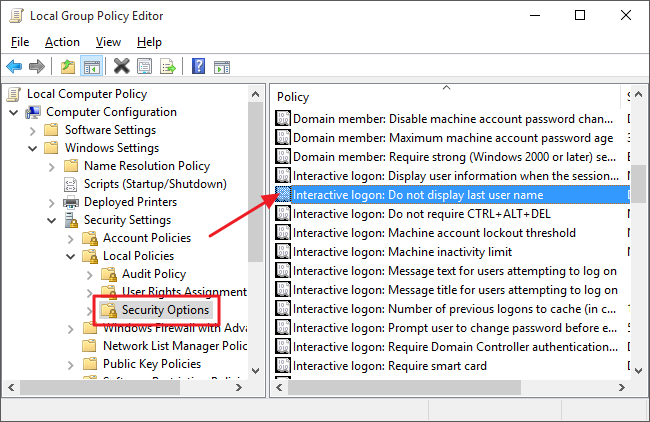 Local Group Policy Editor
File Action View Help
Local Computer Policy
Computer Configuration
Software Settings
Windows Settings
Name Resolution Policy
Scripts (Startup/Shutdown)
Deployed Printers
Security Settings
Account Policies
Local Policies
Audit Policy
User Rights Assignment
Security Options
Windows Firewall with Adva
Network List Manager Polic
Public Key Policies
Software Restriction Policies
Policy
Domain member: Disable machine account password chan...
Domain member: Maximum machine account password age
Domain member: Require strong (Windows 2000 or later) se...
Interactive logon: Display user information when the session...
Interactive logon: Do not display last user name
Interactive logon: Do not require CTRL+ALT+DEL
Interactive logon: Machine account lockout threshold
Interactive logon: Machine inactivity limit
Interactive logon: Message text for users attempting to log on
Interactive logon: Message title for users attempting to log on
Interactive logon: Number of previous logons to cache (in c...
Interactive logon: Prompt user to change password before e...
Interactive logon: Require Domain Controller authentication...
Interactive logon: Require smart card